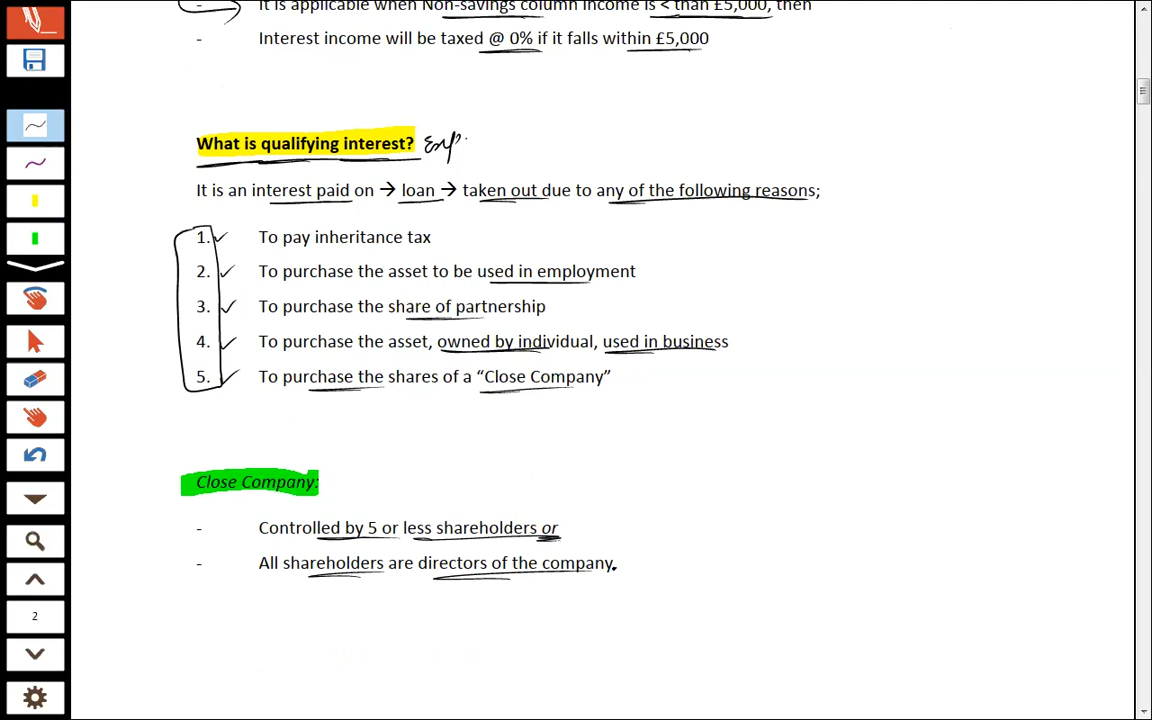 - It is applicable when Non-savings column income is < than £5,000, then
- Interest income will be taxed @ 0% if it falls within £5,000
What is qualifying interest?
It is an interest paid on → loan → taken out due to any of the following reasons;
1. To pay inheritance tax
2. To purchase the asset to be used in employment
3. To purchase the share of partnership
4. To purchase the asset, owned by individual, used in business
5. To purchase the shares of a “Close Company”
Close Company:
- Controlled by 5 or less shareholders or
- All shareholders are directors of the company.
2